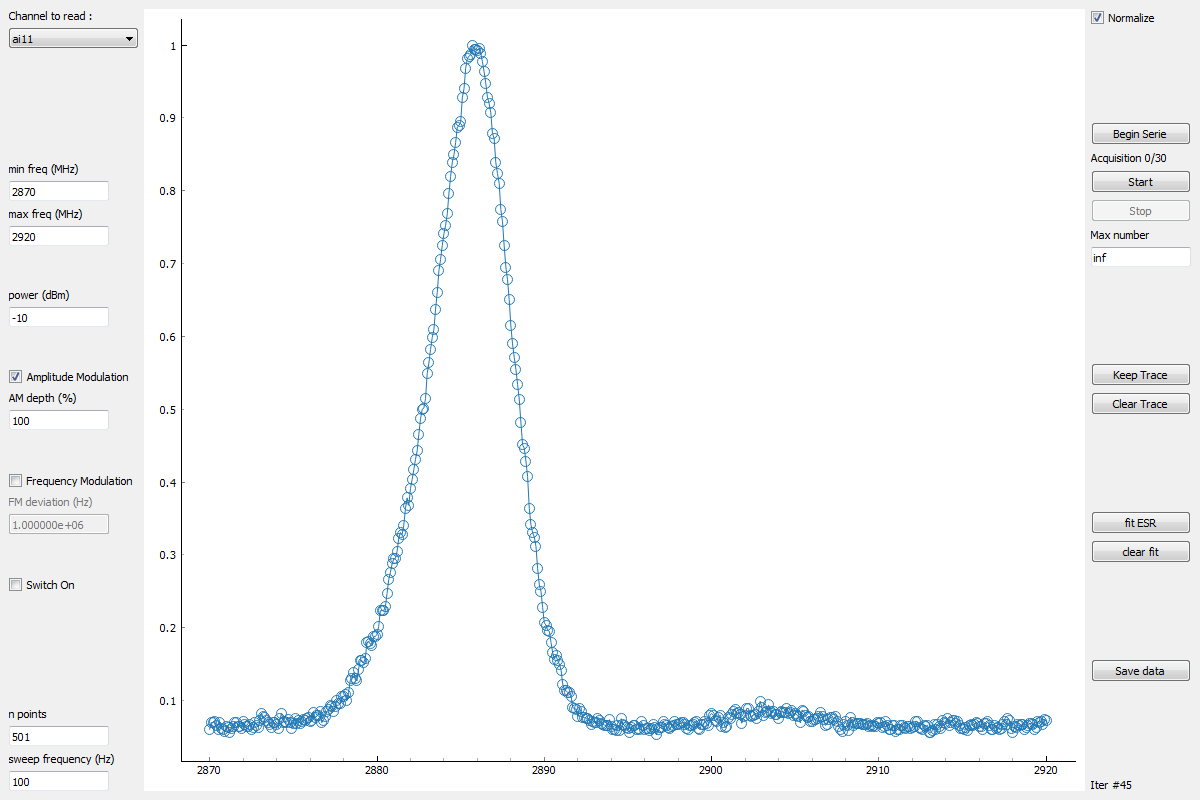 Channel to read :
ai11
min freq (MHz)
2870
max freq (MHz)
2920
power (dBm)
-10
Amplitude Modulation
AM depth (%)
100
Frequency Modulation
FM deviation (Hz)
1.000000e+06
Switch On
n points
501
sweep frequency (Hz)
100
1
0.9
0.8
0.7
0.6
0.5
0.4
0.3
0.2
0.1
2870 2880 2890 2900 2910 2920
Normalize
Begin Serie
Acquisition 0/30
Start
Stop
Max number
inf
Keep Trace
Clear Trace
fit ESR
clear fit
Save data
Iter #45